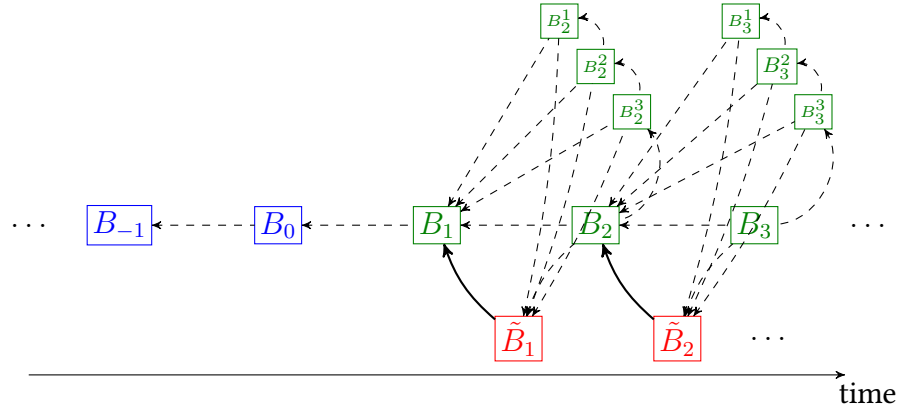 B_2^1 B_3^1
B_2^2 B_3^2
B_2^3 B_3^3
... B_{-1} B_0 B_1 B_2 B_3 ...
B̃_1 B̃_2 ...
time